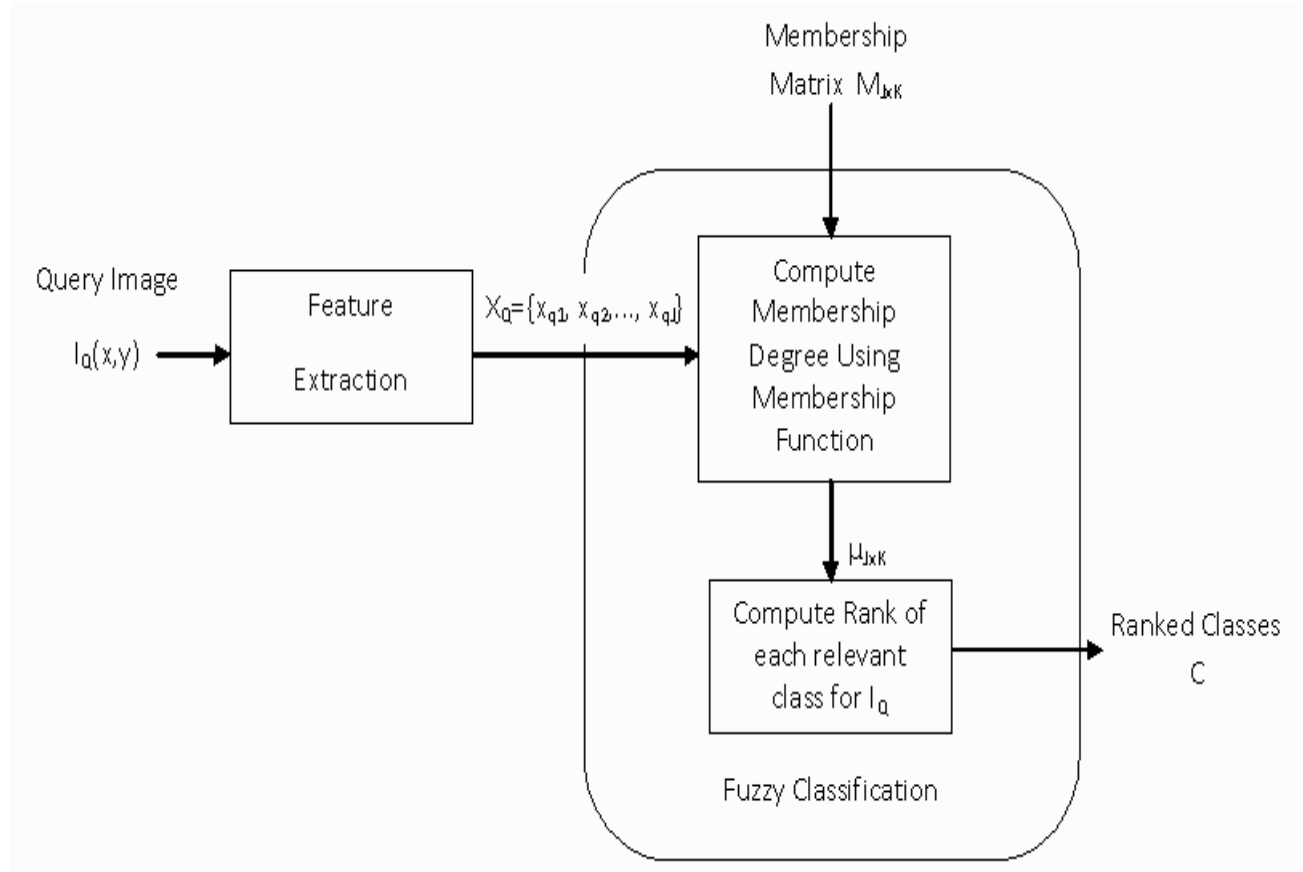 Membership
Matrix M_JxK
Query Image
I_Q(x,y)
Feature
Extraction
X_Q={x_q1, x_q2,..., x_qJ}
Compute
Membership
Degree Using
Membership
Function
μ_JxK
Compute Rank of
each relevant
class for I_Q
Ranked Classes
C
Fuzzy Classification